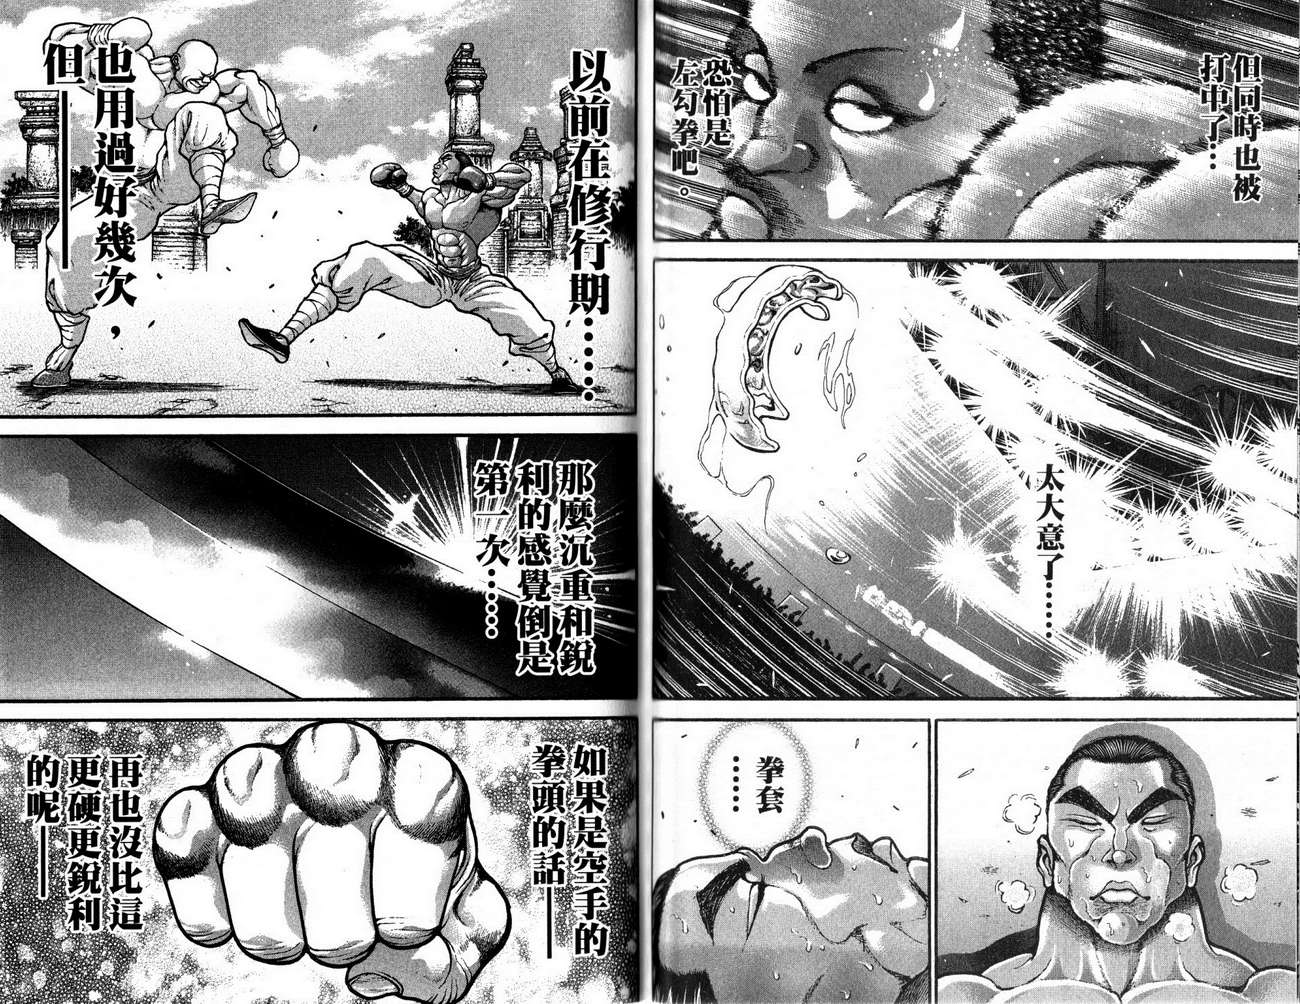 但同時也被
打中了…
恐怕是
左勾拳吧。
太大意了……
拳套
……
以前在修行期……
也用過好幾次，
但——
那麼沉重和銳
利的感覺倒是
第一次……
如果是空手的
拳頭的話——
再也沒比這
更硬更銳利
的呢——